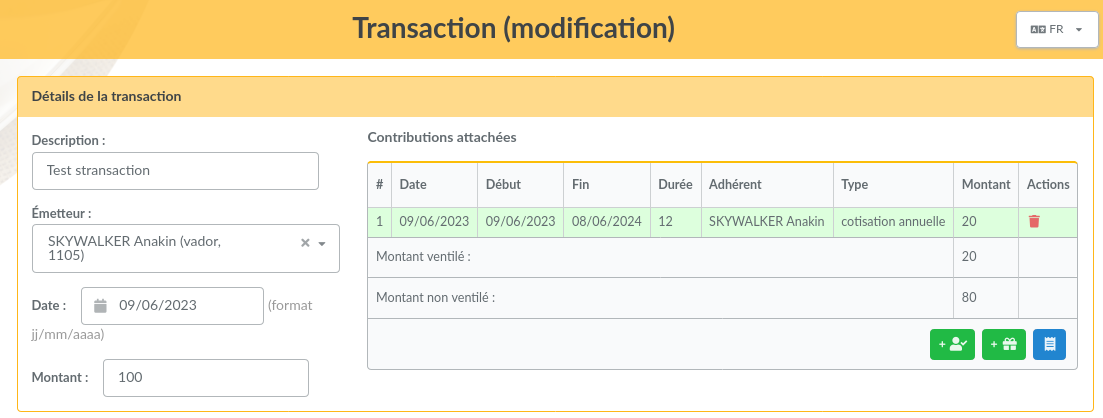 Transaction (modification)
FR
Détails de la transaction
Description :
Test stransaction
Émetteur :
SKYWALKER Anakin (vador,
1105)
Date :
09/06/2023
(format
jj/mm/aaaa)
Montant :
100
Contributions attachées
# Date Début Fin Durée Adhérent Type Montant Actions
1 09/06/2023 09/06/2023 08/06/2024 12 SKYWALKER Anakin cotisation annuelle 20
Montant ventilé : 20
Montant non ventilé : 80
+ +